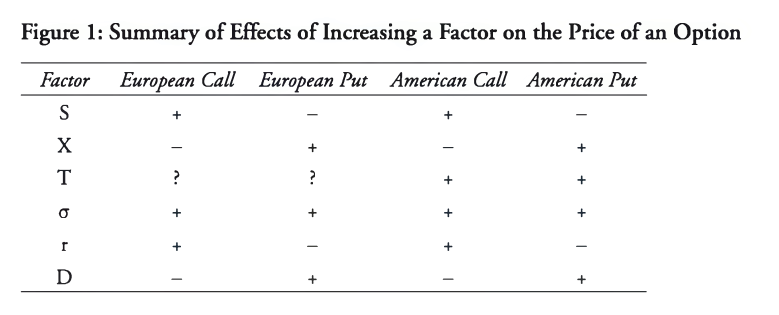 Figure 1: Summary of Effects of Increasing a Factor on the Price of an Option
Factor European Call European Put American Call American Put
S + – + –
X – + – +
T ? ? + +
σ + + + +
r + – + –
D – + – +